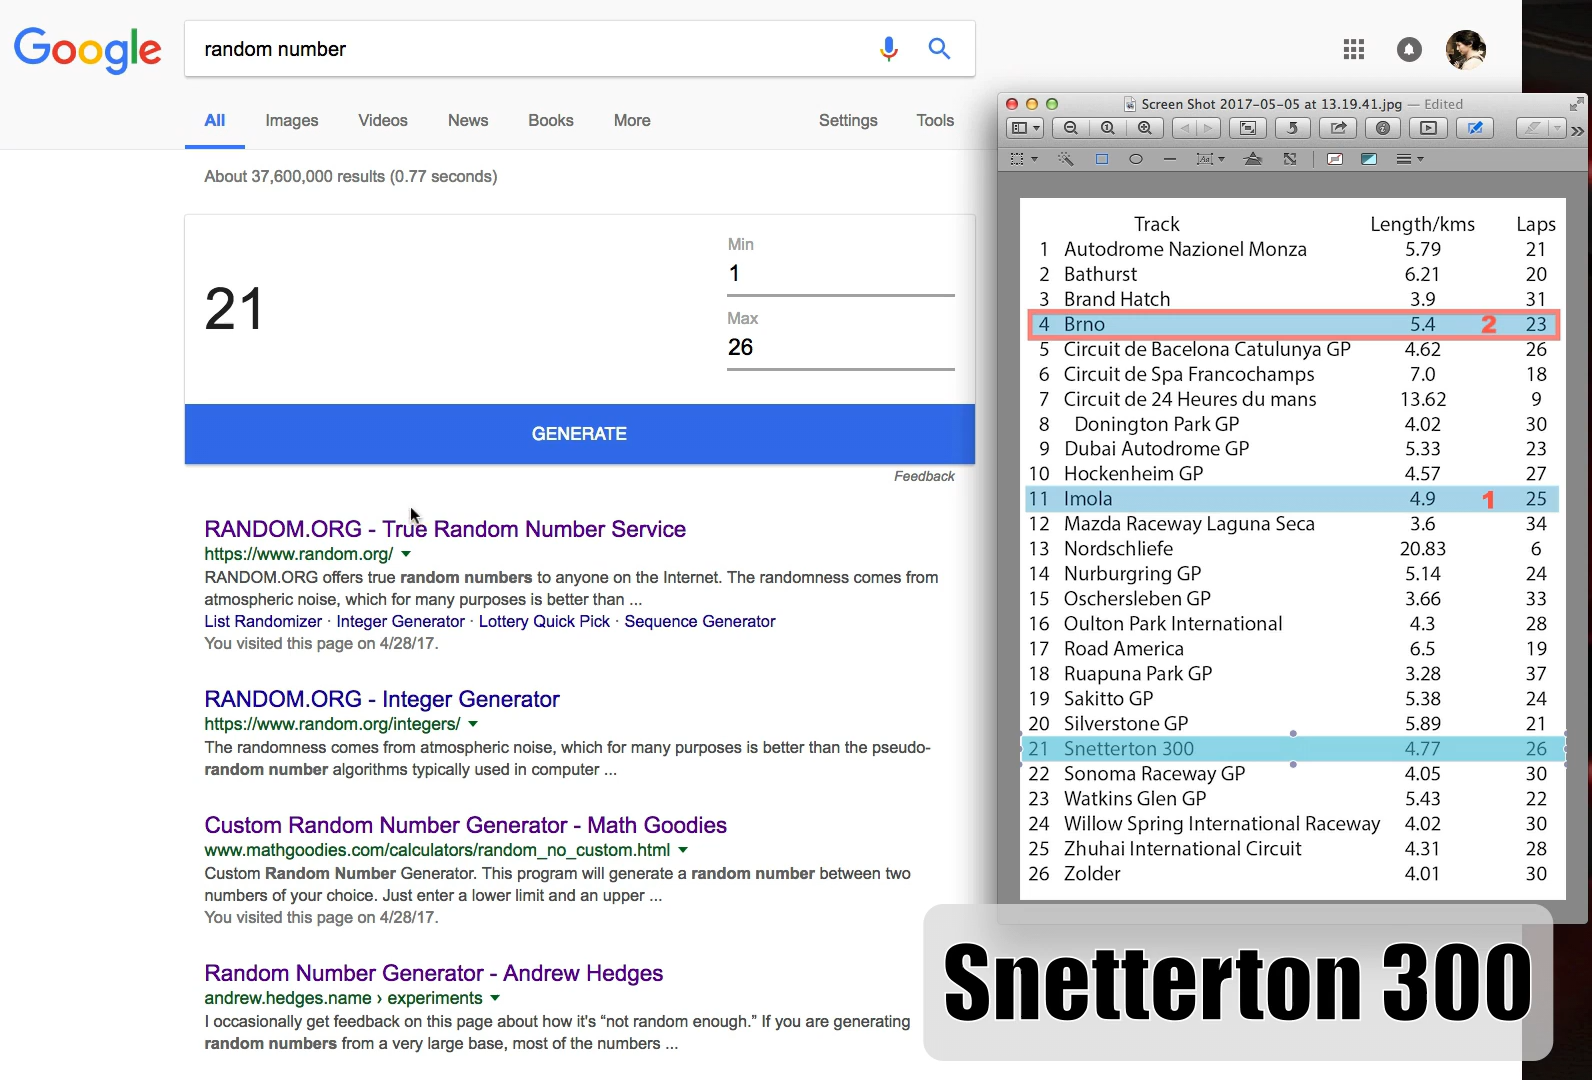 Google
random number
All Images Videos News Books More Settings Tools
About 37,600,000 results (0.77 seconds)
21
Min
1
Max
26
GENERATE
Feedback
RANDOM.ORG - True Random Number Service
https://www.random.org/
RANDOM.ORG offers true random numbers to anyone on the Internet. The randomness comes from
atmospheric noise, which for many purposes is better than ...
List Randomizer · Integer Generator · Lottery Quick Pick · Sequence Generator
You visited this page on 4/28/17.
RANDOM.ORG - Integer Generator
https://www.random.org/integers/
The randomness comes from atmospheric noise, which for many purposes is better than the pseudo-
random number algorithms typically used in computer ...
Custom Random Number Generator - Math Goodies
www.mathgoodies.com/calculators/random_no_custom.html
Custom Random Number Generator. This program will generate a random number between two
numbers of your choice. Just enter a lower limit and an upper ...
You visited this page on 4/28/17.
Random Number Generator - Andrew Hedges
andrew.hedges.name › experiments
I occasionally get feedback on this page about how it's “not random enough.” If you are generating
random numbers from a very large base, most of the numbers ...
Screen Shot 2017-05-05 at 13.19.41.jpg — Edited
Track Length/kms Laps
1 Autodrome Nazionel Monza 5.79 21
2 Bathurst 6.21 20
3 Brand Hatch 3.9 31
4 Brno 5.4 2 23
5 Circuit de Bacelona Catulunya GP 4.62 26
6 Circuit de Spa Francochamps 7.0 18
7 Circuit de 24 Heures du mans 13.62 9
8 Donington Park GP 4.02 30
9 Dubai Autodrome GP 5.33 23
10 Hockenheim GP 4.57 27
11 Imola 4.9 1 25
12 Mazda Raceway Laguna Seca 3.6 34
13 Nordschliefe 20.83 6
14 Nurburgring GP 5.14 24
15 Oschersleben GP 3.66 33
16 Oulton Park International 4.3 28
17 Road America 6.5 19
18 Ruapuna Park GP 3.28 37
19 Sakitto GP 5.38 24
20 Silverstone GP 5.89 21
21 Snetterton 300 4.77 26
22 Sonoma Raceway GP 4.05 30
23 Watkins Glen GP 5.43 22
24 Willow Spring International Raceway 4.02 30
25 Zhuhai International Circuit 4.31 28
26 Zolder 4.01 30
Snetterton 300